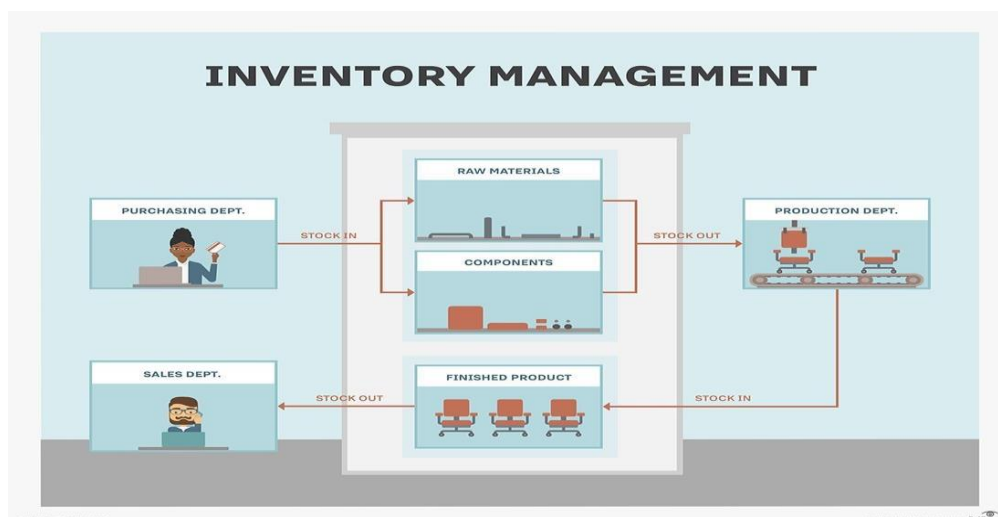 INVENTORY MANAGEMENT
RAW MATERIALS
PURCHASING DEPT.
PRODUCTION DEPT.
STOCK IN
STOCK OUT
COMPONENTS
SALES DEPT.
FINISHED PRODUCT
STOCK OUT
STOCK IN